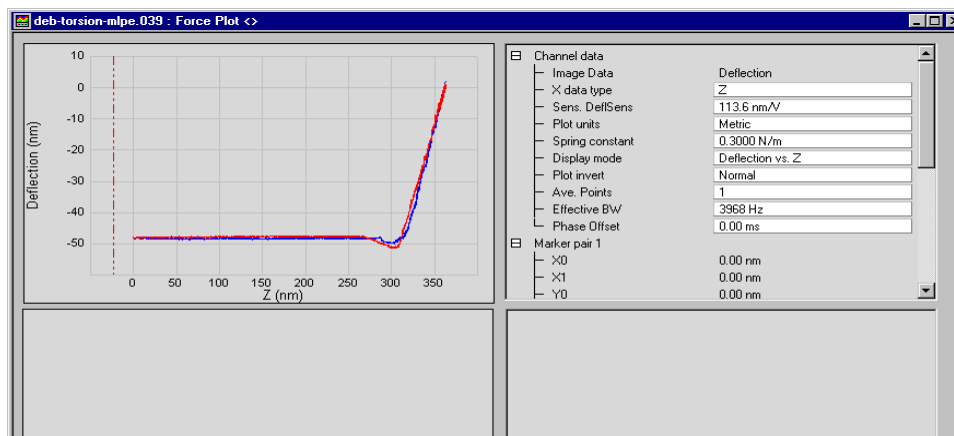 deb-torsion-mlpe.039 : Force Plot <>
10
0
-10
-20
-30
-40
-50
Deflection (nm)
0 50 100 150 200 250 300 350
Z (nm)
Channel data
Image Data Deflection
X data type Z
Sens. DeflSens 113.6 nm/V
Plot units Metric
Spring constant 0.3000 N/m
Display mode Deflection vs. Z
Plot invert Normal
Ave. Points 1
Effective BW 3968 Hz
Phase Offset 0.00 ms
Marker pair 1
X0 0.00 nm
X1 0.00 nm
Y0 0.00 nm